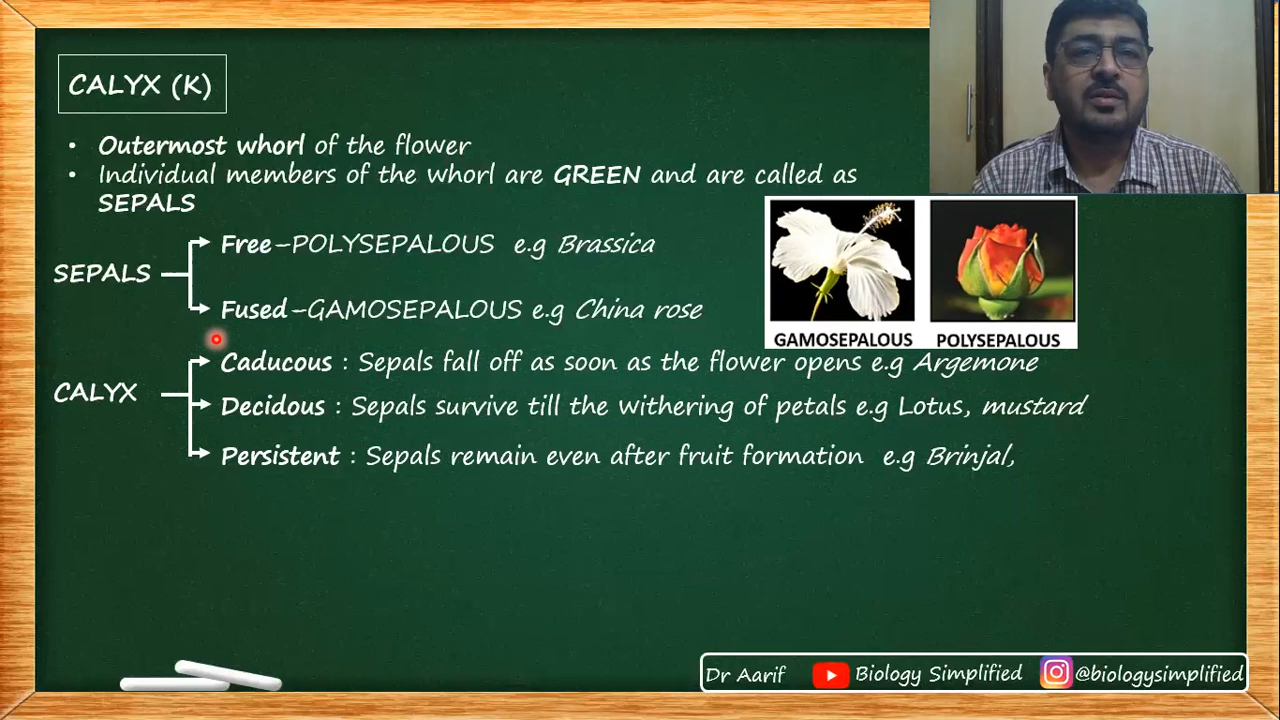 CALYX (K)
• Outermost whorl of the flower
• Individual members of the whorl are GREEN and are called as
SEPALS
Free–POLYSEPALOUS e.g Brassica
SEPALS
Fused–GAMOSEPALOUS e.g China rose
GAMOSEPALOUS POLYSEPALOUS
Caducous : Sepals fall off as soon as the flower opens e.g Argemone
CALYX
Decidous : Sepals survive till the withering of petals e.g Lotus, mustard
Persistent : Sepals remain even after fruit formation e.g Brinjal,
Dr Aarif Biology Simplified @biologysimplified